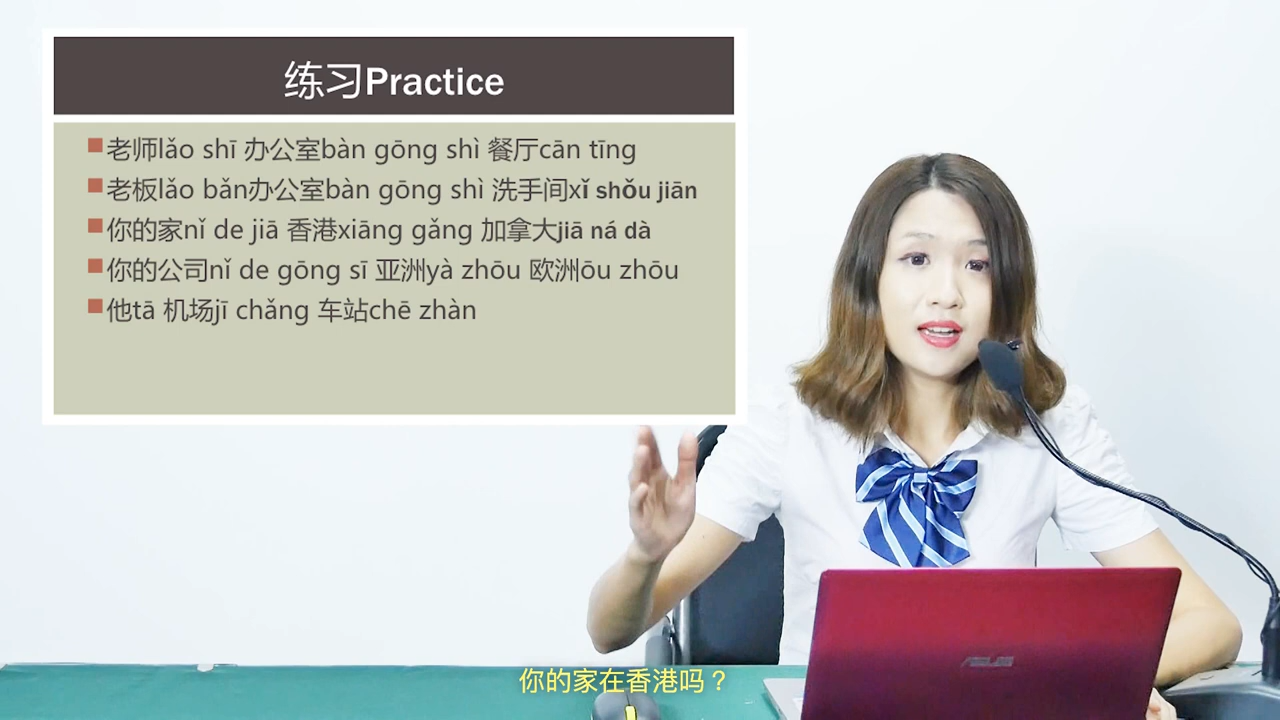 练习Practice
老师lǎo shī 办公室bàn gōng shì 餐厅cān tīng
老板lǎo bǎn办公室bàn gōng shì 洗手间xǐ shǒu jiān
你的家nǐ de jiā 香港xiāng gǎng 加拿大jiā ná dà
你的公司nǐ de gōng sī 亚洲yà zhōu 欧洲ōu zhōu
他tā 机场jī chǎng 车站chē zhàn
ASUS
你的家在香港吗？